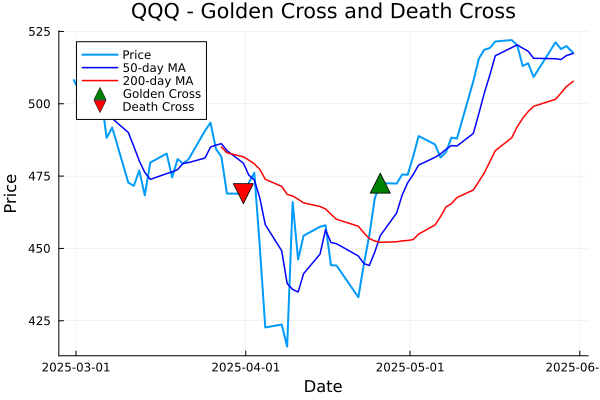 QQQ - Golden Cross and Death Cross
525
500
475
450
425
Price
Price
50-day MA
200-day MA
Golden Cross
Death Cross
2025-03-01
2025-04-01
2025-05-01
2025-06-
Date